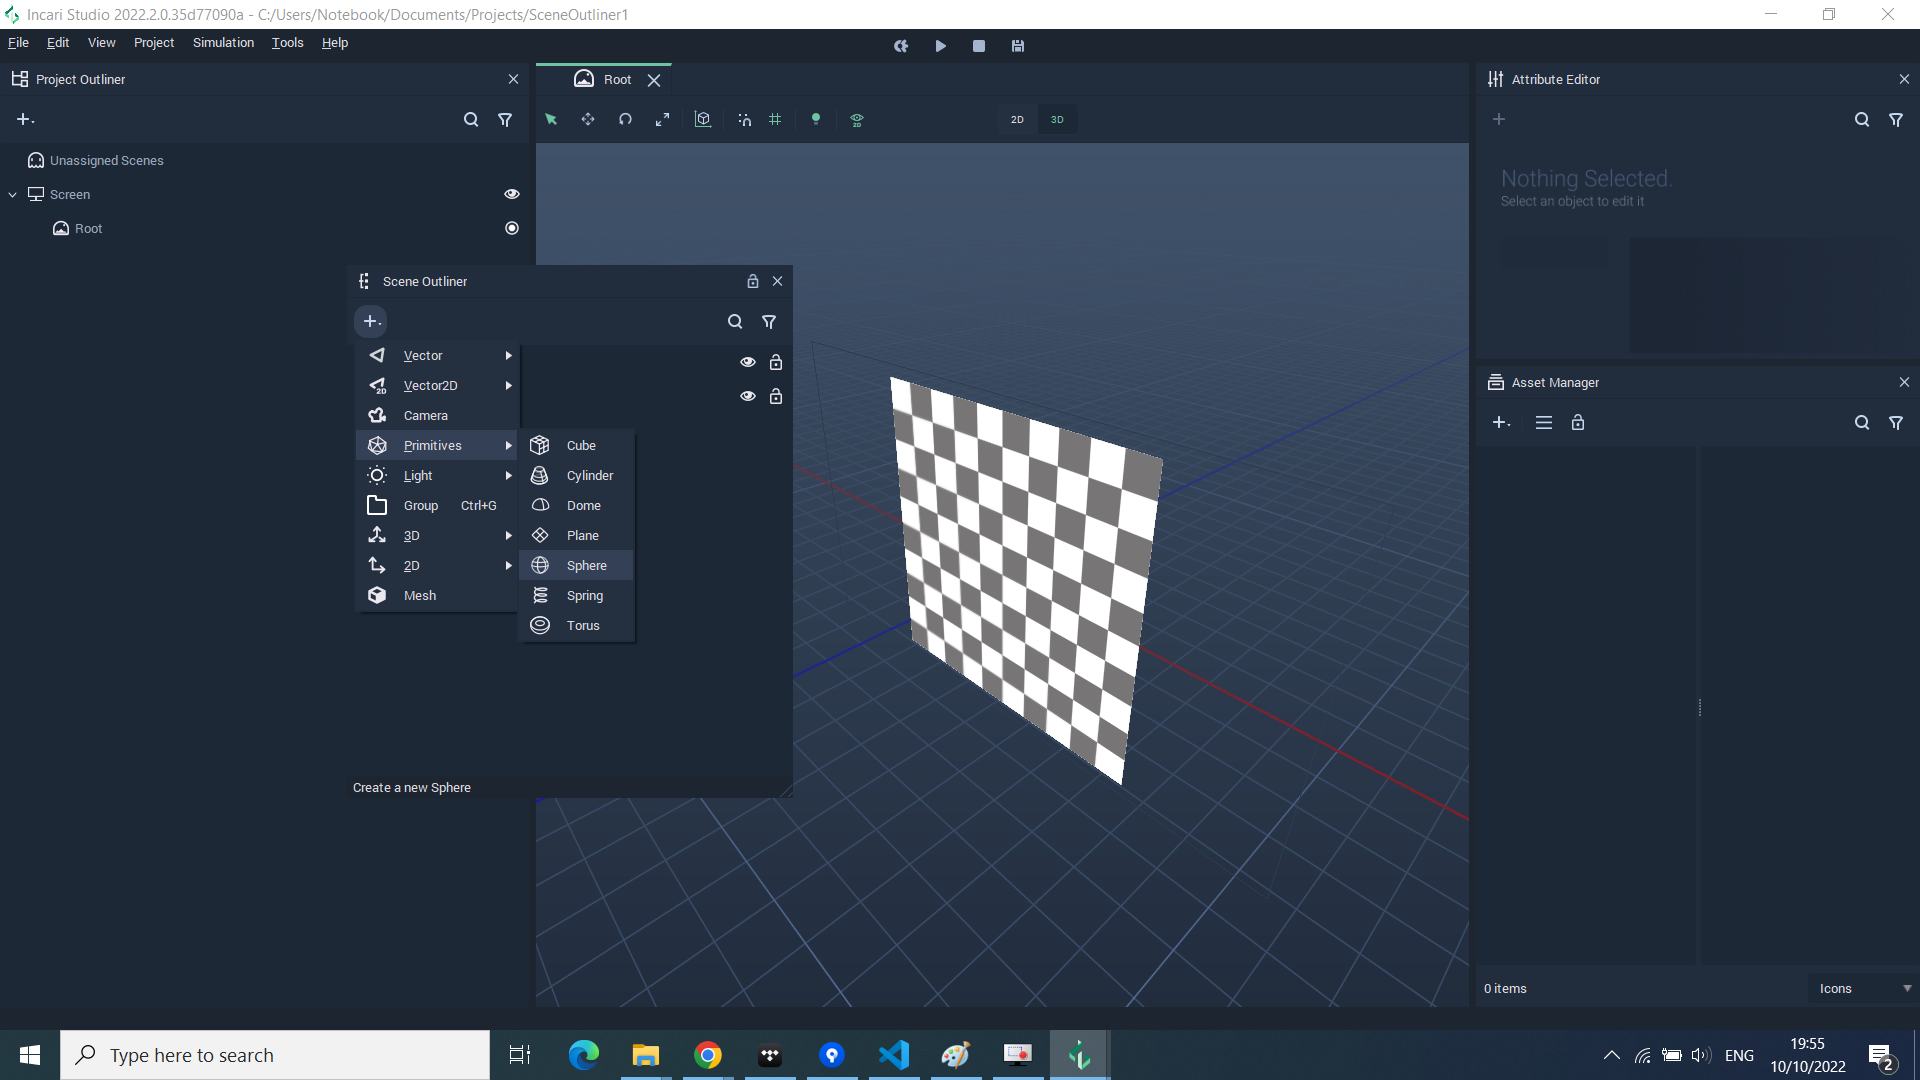 Incari Studio 2022.2.0.35d77090a - C:/Users/Notebook/Documents/Projects/SceneOutliner1
File Edit View Project Simulation Tools Help
Project Outliner
Root
Attribute Editor
2D 3D
Unassigned Scenes
Screen
Root
Nothing Selected.
Select an object to edit it
Scene Outliner
Vector
Vector2D
Camera
Primitives
Light
Group Ctrl+G
3D
2D
Mesh
Cube
Cylinder
Dome
Plane
Sphere
Spring
Torus
Create a new Sphere
Asset Manager
0 items
Icons
Type here to search
ENG
19:55
10/10/2022
2